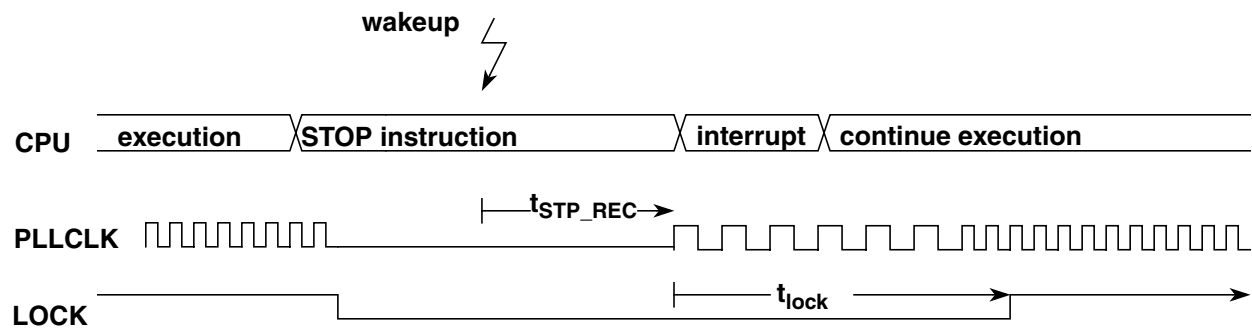 wakeup
CPU execution STOP instruction interrupt continue execution
tSTP_REC
PLLCLK
tlock
LOCK